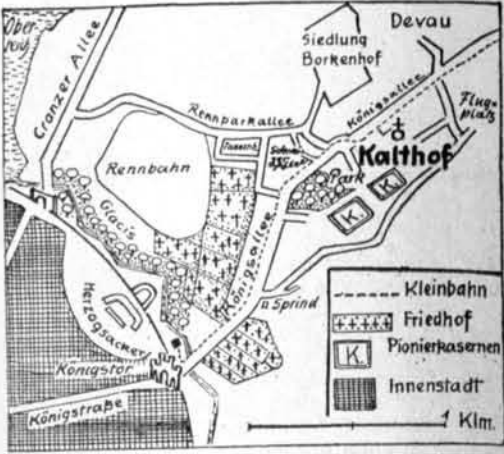 Ober
teich
Cranzer Allee
Devau
Siedlung
Borkenhof
Rennparkallee
Königsallee
Flug-
platz
Kalthof
Park
K.
K.
Rennbahn
Glacis
Königsallee
n Sprind
Herzogsacker
Königstor
Königstraße
Kleinbahn
Friedhof
K.
Pionierkasernen
Innenstadt
1 Klm.